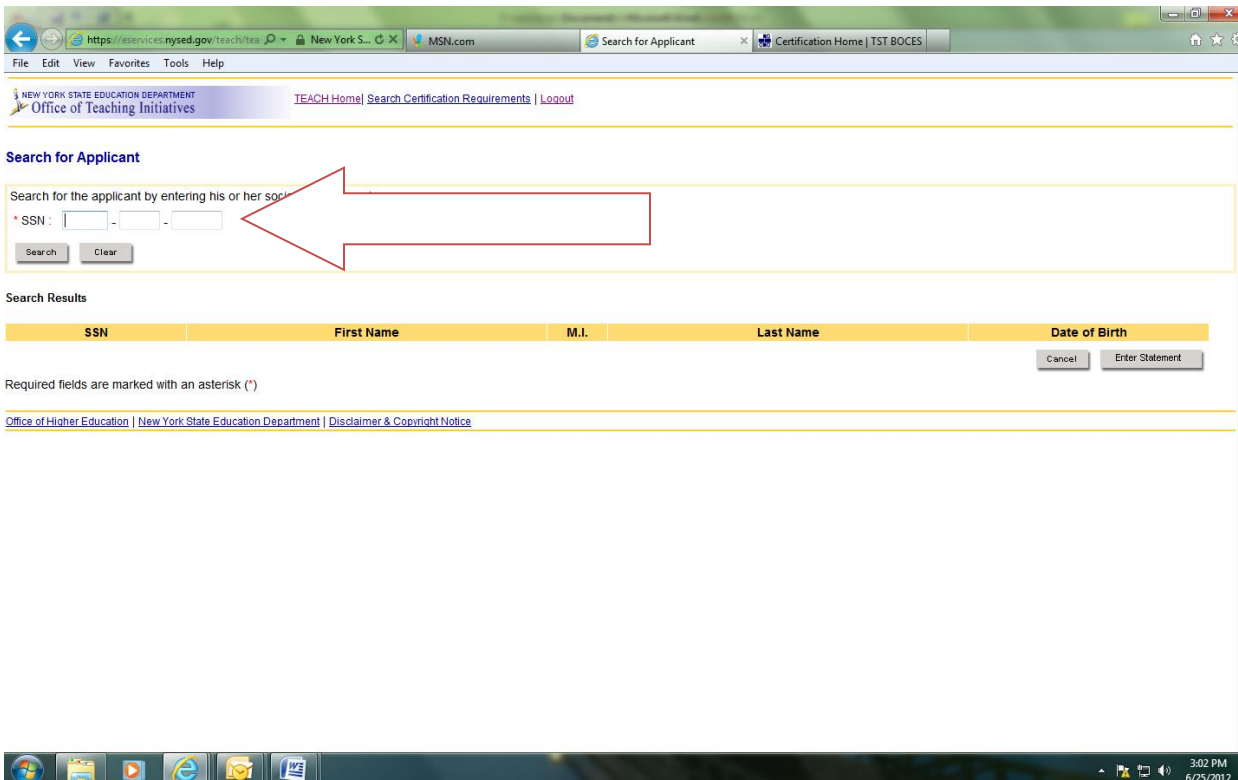 https://eservices.nysed.gov/teach/tea
New York S...
MSN.com
Search for Applicant
Certification Home | TST BOCES
File Edit View Favorites Tools Help
NEW YORK STATE EDUCATION DEPARTMENT
Office of Teaching Initiatives
TEACH Home| Search Certification Requirements | Logout
Search for Applicant
Search for the applicant by entering his or her
* SSN : - -
Search Clear
Search Results
SSN First Name M.I. Last Name Date of Birth
Cancel Enter Statement
Required fields are marked with an asterisk (*)
Office of Higher Education | New York State Education Department | Disclaimer & Copyright Notice
3:02 PM
6/25/2012